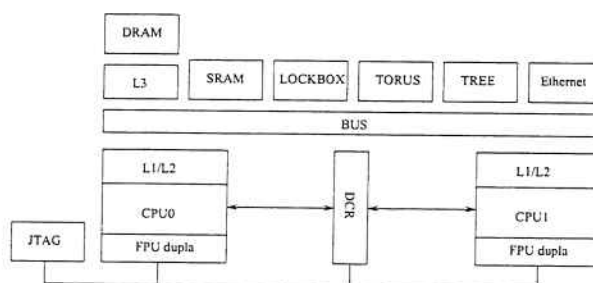 DRAM
L3
SRAM
LOCKBOX
TORUS
TREE
Ethernet
BUS
L1/L2
CPU0
FPU dupla
DCR
L1/L2
CPU1
FPU dupla
JTAG